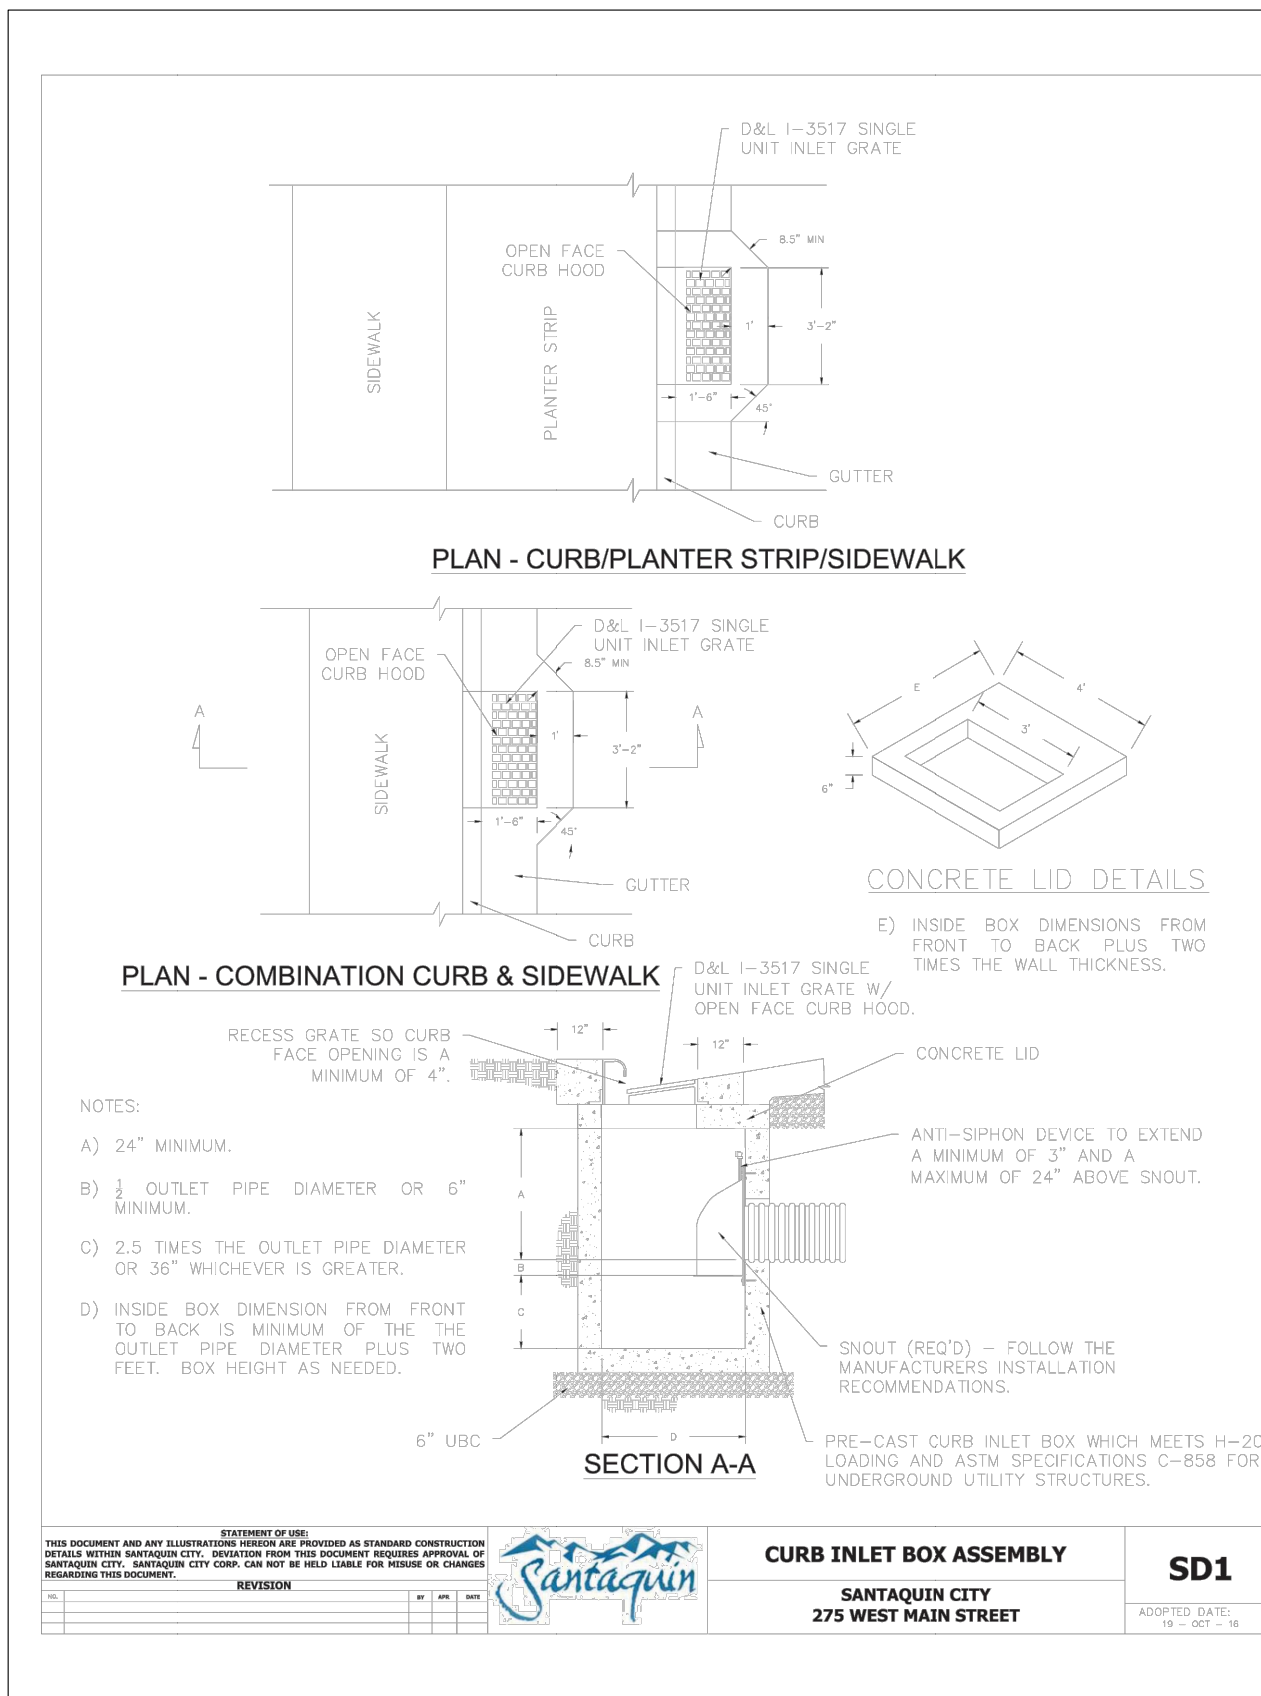 D&L I-3517 SINGLE
UNIT INLET GRATE
8.5" MIN
OPEN FACE
CURB HOOD
SIDEWALK
PLANTER STRIP
1'
3'-2"
1'-6"
45°
GUTTER
CURB
PLAN - CURB/PLANTER STRIP/SIDEWALK
D&L I-3517 SINGLE
UNIT INLET GRATE
8.5" MIN
OPEN FACE
CURB HOOD
A
A
SIDEWALK
1'
3'-2"
1'-6"
45°
GUTTER
CURB
PLAN - COMBINATION CURB & SIDEWALK
E
4'
3'
6"
CONCRETE LID DETAILS
E) INSIDE BOX DIMENSIONS FROM
FRONT TO BACK PLUS TWO
TIMES THE WALL THICKNESS.
D&L I-3517 SINGLE
UNIT INLET GRATE W/
OPEN FACE CURB HOOD.
RECESS GRATE SO CURB
FACE OPENING IS A
MINIMUM OF 4".
12"
12"
CONCRETE LID
NOTES:
A) 24" MINIMUM.
B) ½ OUTLET PIPE DIAMETER OR 6"
MINIMUM.
C) 2.5 TIMES THE OUTLET PIPE DIAMETER
OR 36" WHICHEVER IS GREATER.
D) INSIDE BOX DIMENSION FROM FRONT
TO BACK IS MINIMUM OF THE THE
OUTLET PIPE DIAMETER PLUS TWO
FEET. BOX HEIGHT AS NEEDED.
ANTI-SIPHON DEVICE TO EXTEND
A MINIMUM OF 3" AND A
MAXIMUM OF 24" ABOVE SNOUT.
A
B
C
SNOUT (REQ'D) - FOLLOW THE
MANUFACTURERS INSTALLATION
RECOMMENDATIONS.
6" UBC
D
PRE-CAST CURB INLET BOX WHICH MEETS H-20
LOADING AND ASTM SPECIFICATIONS C-858 FOR
UNDERGROUND UTILITY STRUCTURES.
SECTION A-A
STATEMENT OF USE:
THIS DOCUMENT AND ANY ILLUSTRATIONS HEREON ARE PROVIDED AS STANDARD CONSTRUCTION
DETAILS WITHIN SANTAQUIN CITY. DEVIATION FROM THIS DOCUMENT REQUIRES APPROVAL OF
SANTAQUIN CITY. SANTAQUIN CITY CORP. CAN NOT BE HELD LIABLE FOR MISUSE OR CHANGES
REGARDING THIS DOCUMENT.
REVISION
NO. BY APR DATE
Santaquin
CURB INLET BOX ASSEMBLY
SANTAQUIN CITY
275 WEST MAIN STREET
SD1
ADOPTED DATE:
19 - OCT - 16